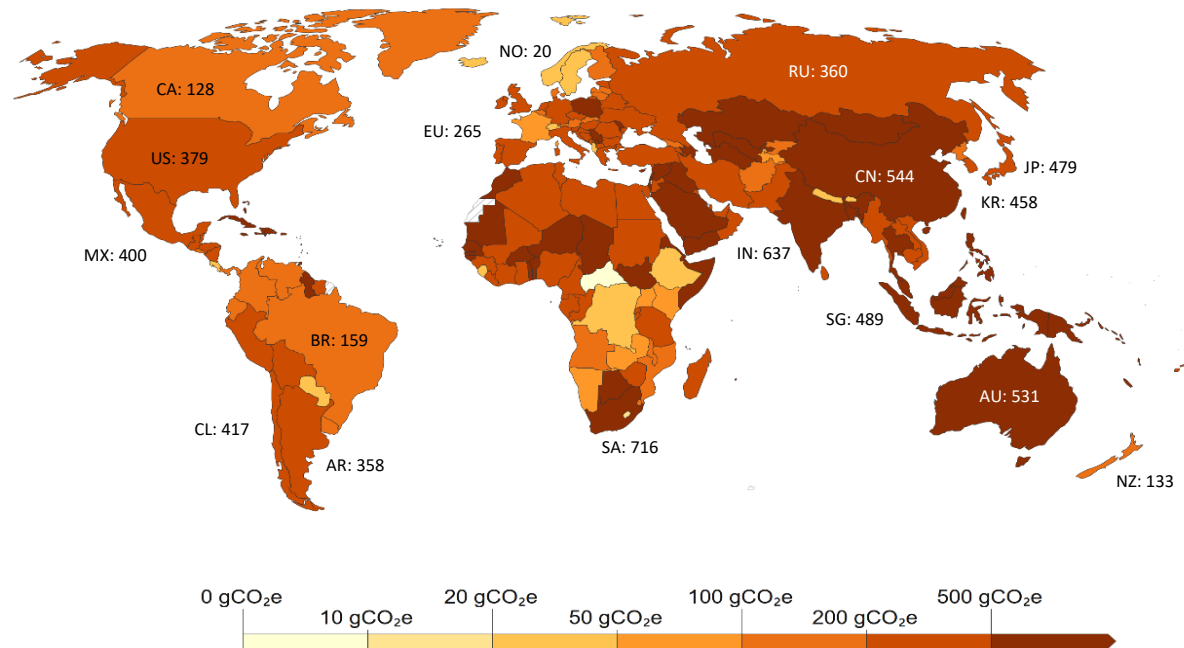 NO: 20
RU: 360
CA: 128
EU: 265
US: 379
JP: 479
CN: 544
KR: 458
MX: 400
IN: 637
SG: 489
BR: 159
AU: 531
CL: 417
SA: 716
AR: 358
NZ: 133
0 gCO₂e
20 gCO₂e
100 gCO₂e
500 gCO₂e
10 gCO₂e
50 gCO₂e
200 gCO₂e